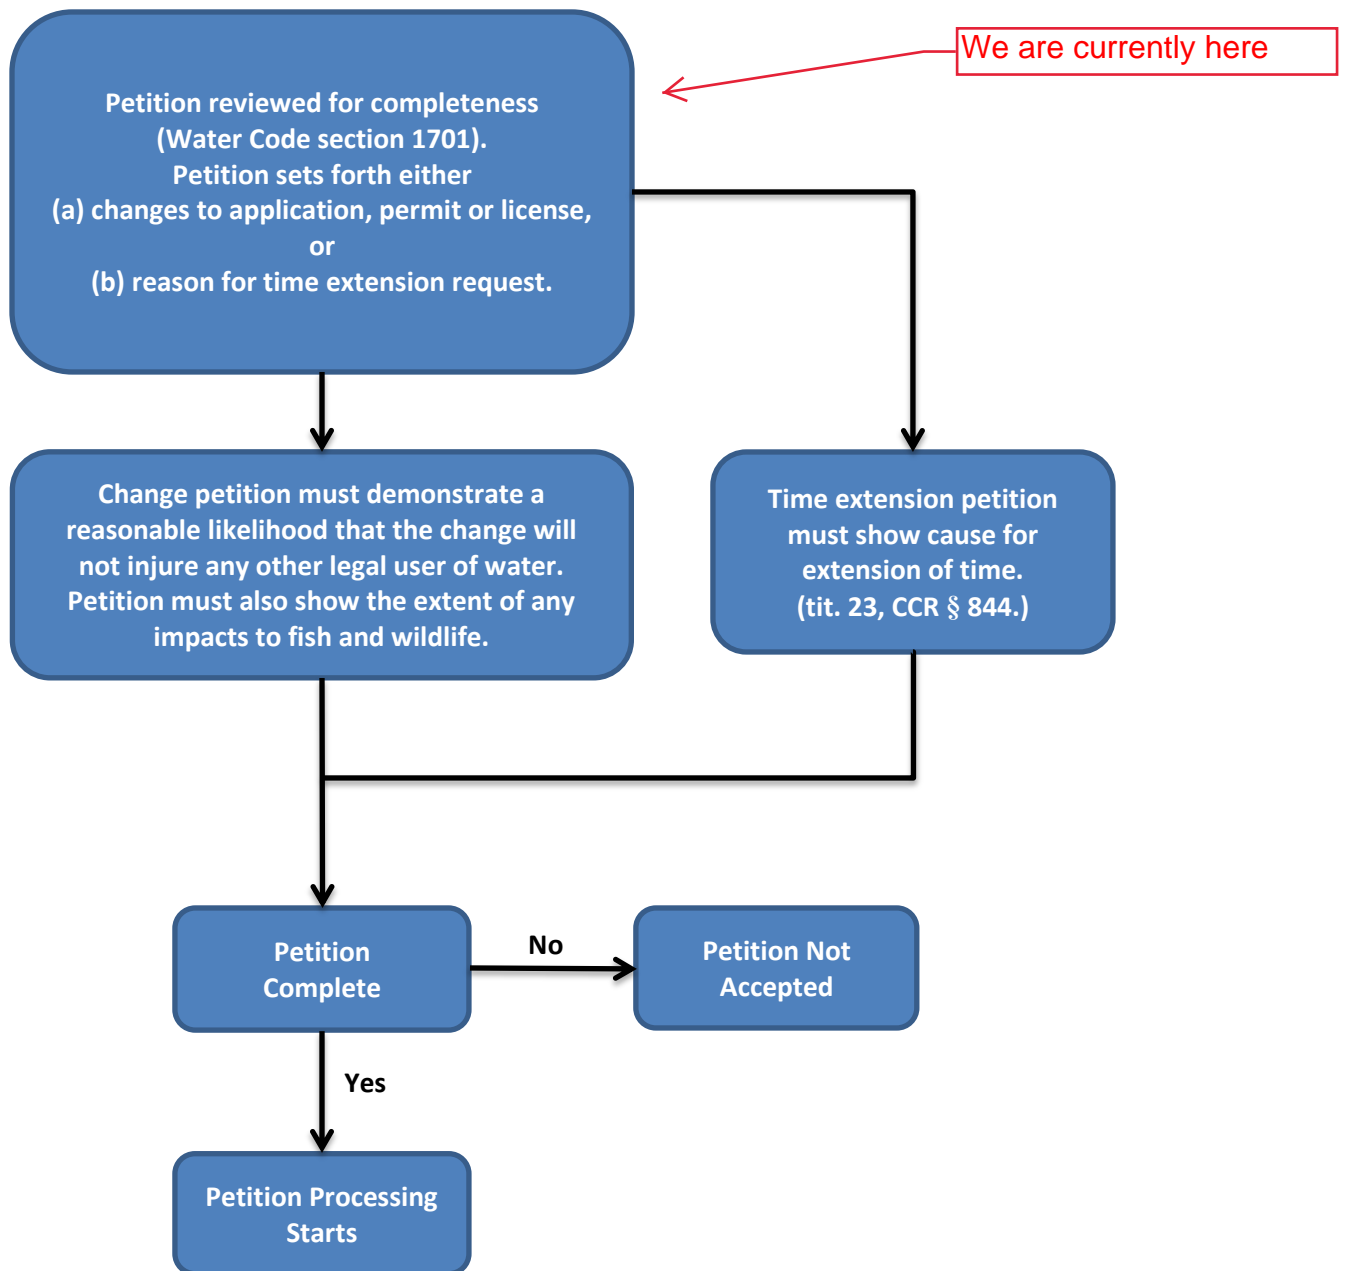 We are currently here
Petition reviewed for completeness
(Water Code section 1701).
Petition sets forth either
(a) changes to application, permit or license,
or
(b) reason for time extension request.
Change petition must demonstrate a
reasonable likelihood that the change will
not injure any other legal user of water.
Petition must also show the extent of any
impacts to fish and wildlife.
Time extension petition
must show cause for
extension of time.
(tit. 23, CCR § 844.)
Petition
Complete
No
Petition Not
Accepted
Yes
Petition Processing
Starts